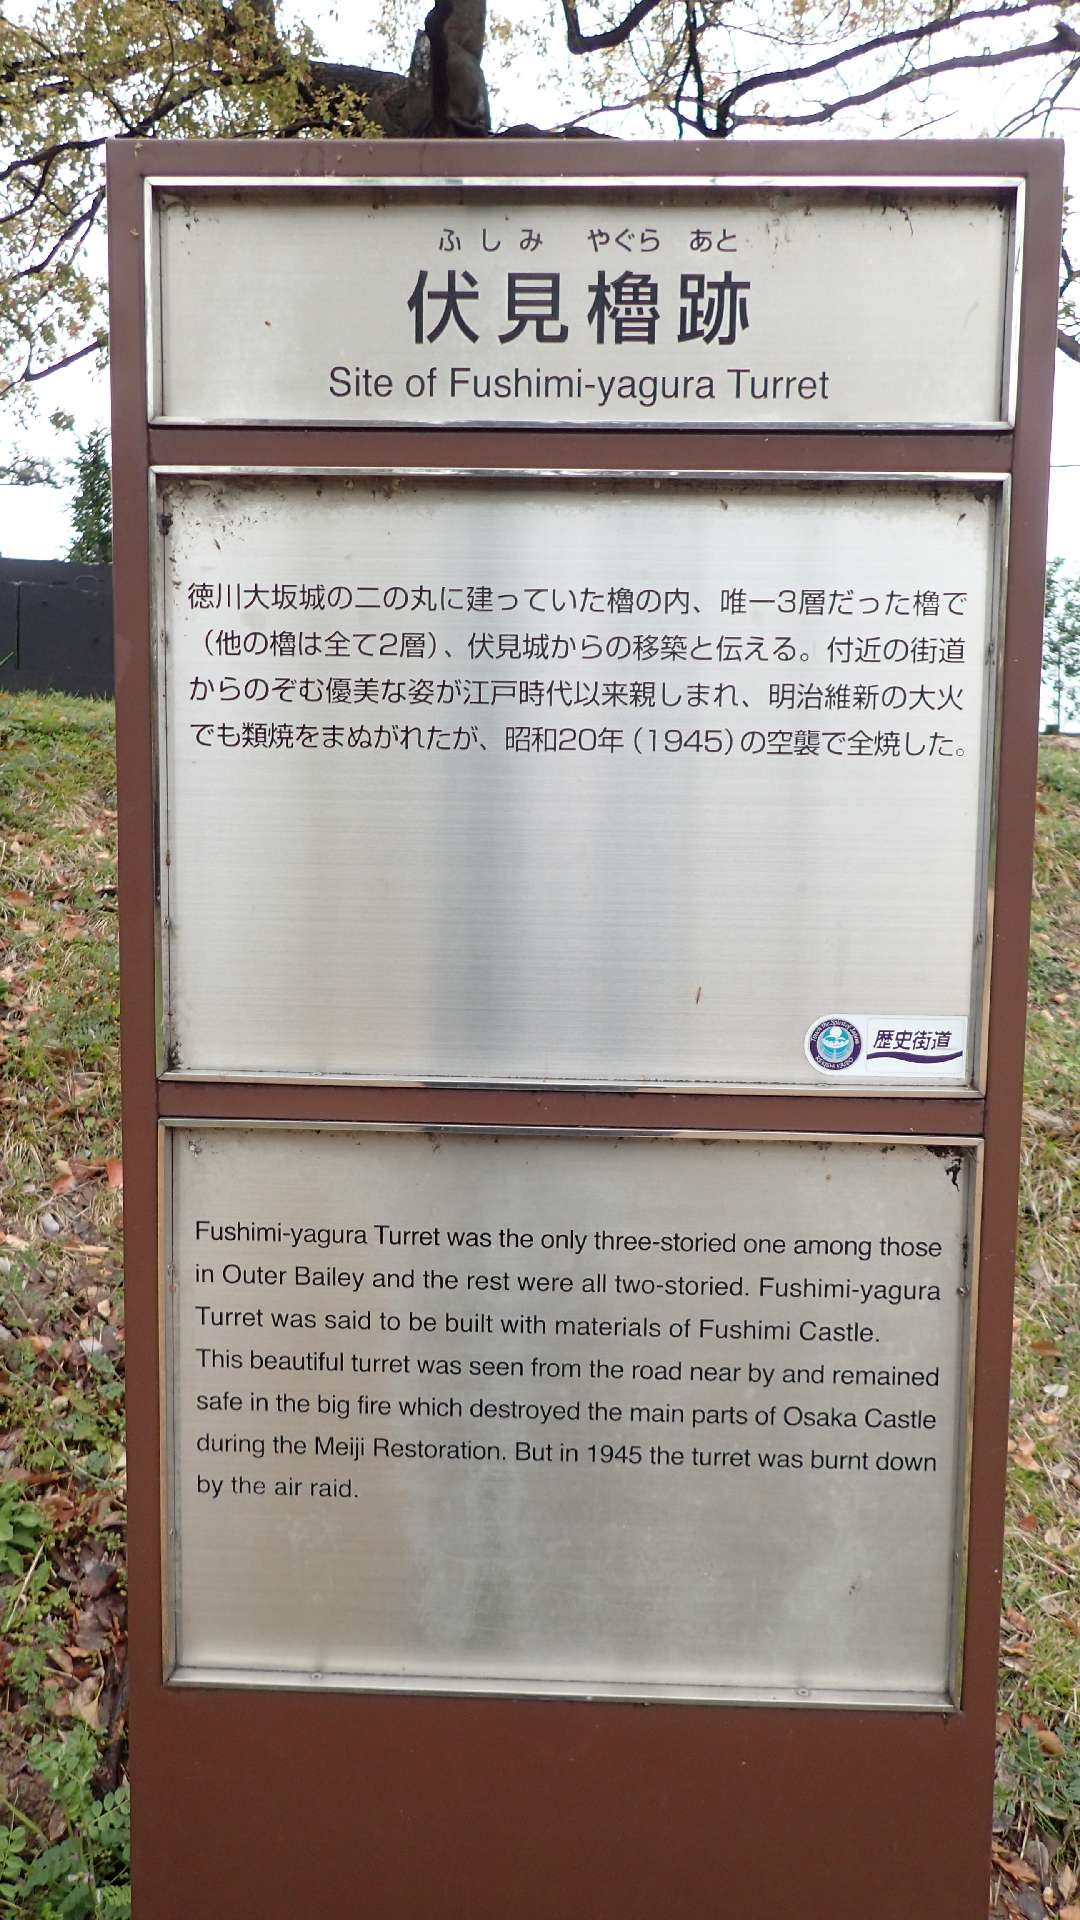 ふしみ やぐら あと
伏見櫓跡
Site of Fushimi-yagura Turret
徳川大坂城の二の丸に建っていた櫓の内、唯一3層だった櫓で
（他の櫓は全て2層）、伏見城からの移築と伝える。付近の街道
からのぞむ優美な姿が江戸時代以来親しまれ、明治維新の大火
でも類焼をまぬがれたが、昭和20年（1945）の空襲で全焼した。
歴史街道
Fushimi-yagura Turret was the only three-storied one among those
in Outer Bailey and the rest were all two-storied. Fushimi-yagura
Turret was said to be built with materials of Fushimi Castle.
This beautiful turret was seen from the road near by and remained
safe in the big fire which destroyed the main parts of Osaka Castle
during the Meiji Restoration. But in 1945 the turret was burnt down
by the air raid.